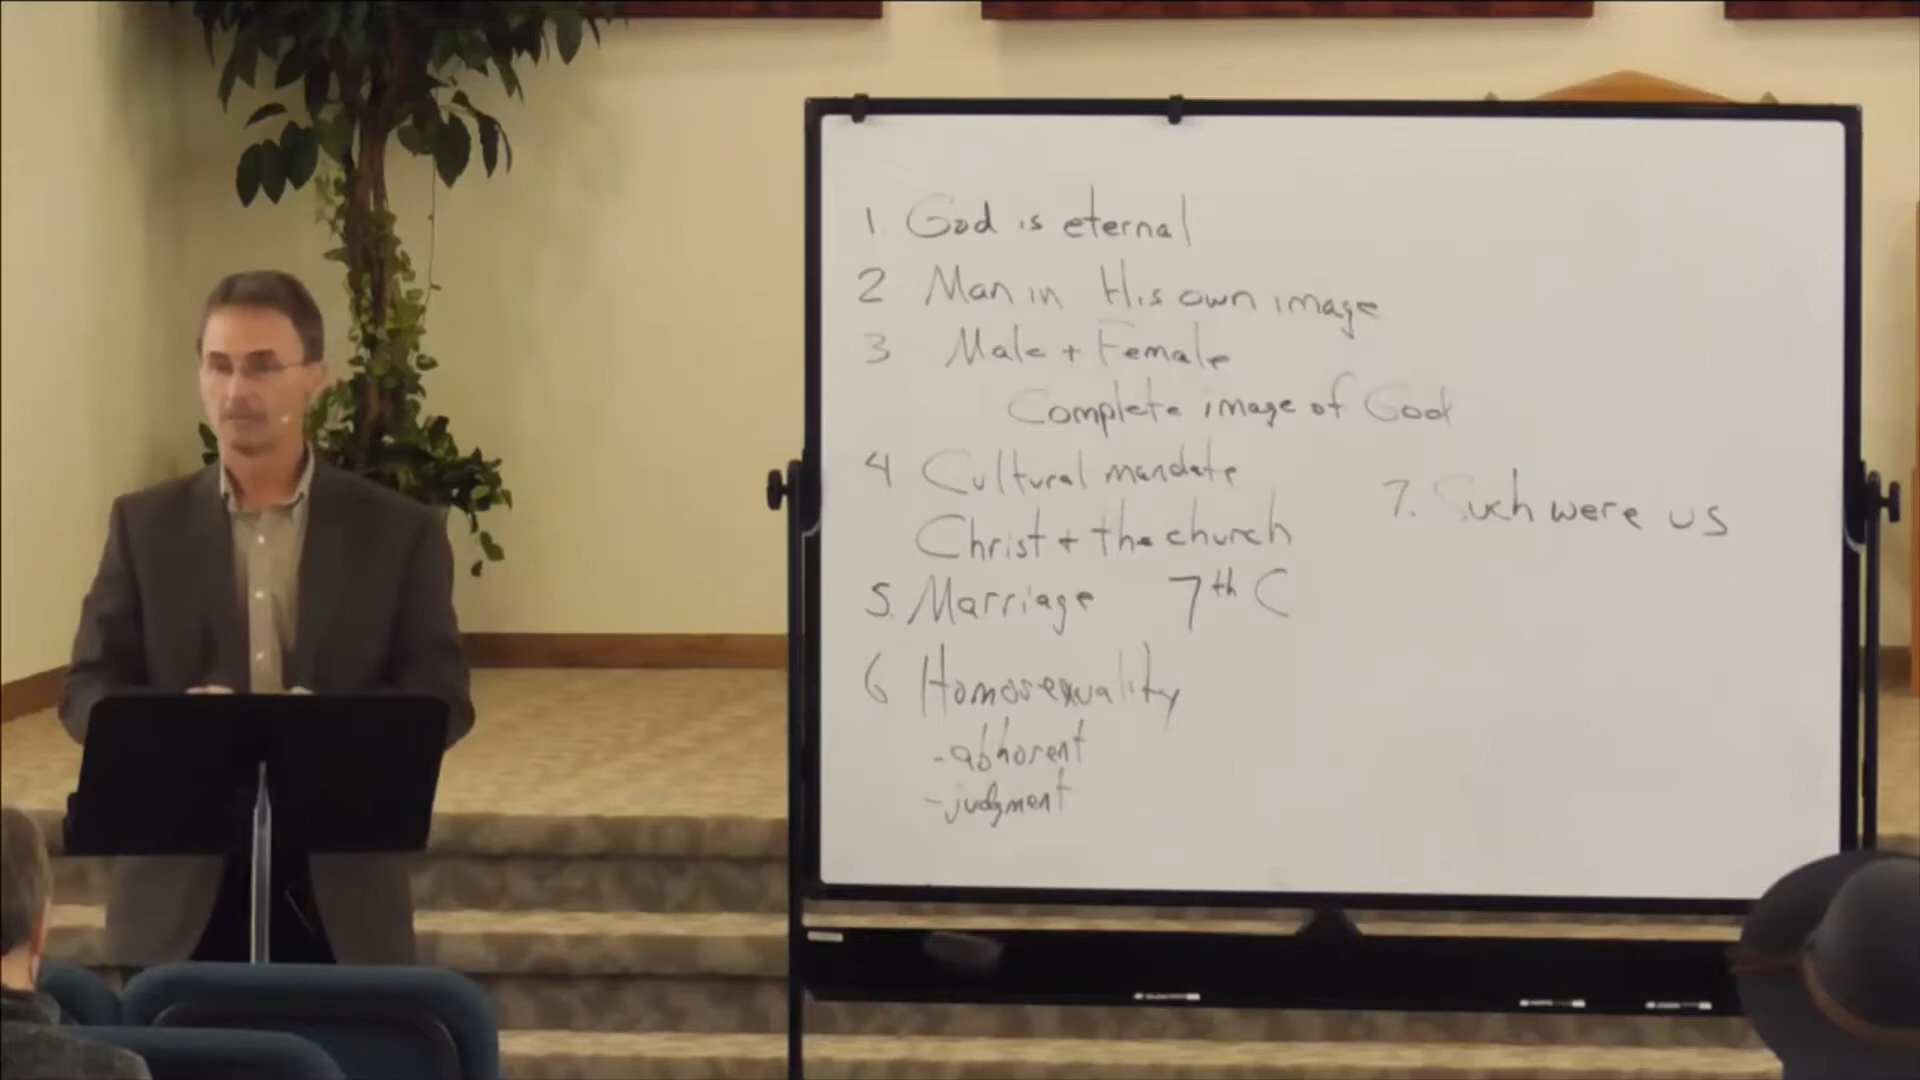 1. God is eternal
2 Man in His own image
3 Male + Female
Complete image of God
4 Cultural mandate
Christ + the church
5. Marriage 7th C
6 Homosexuality
- abhorent
- judgment
7. Such were us